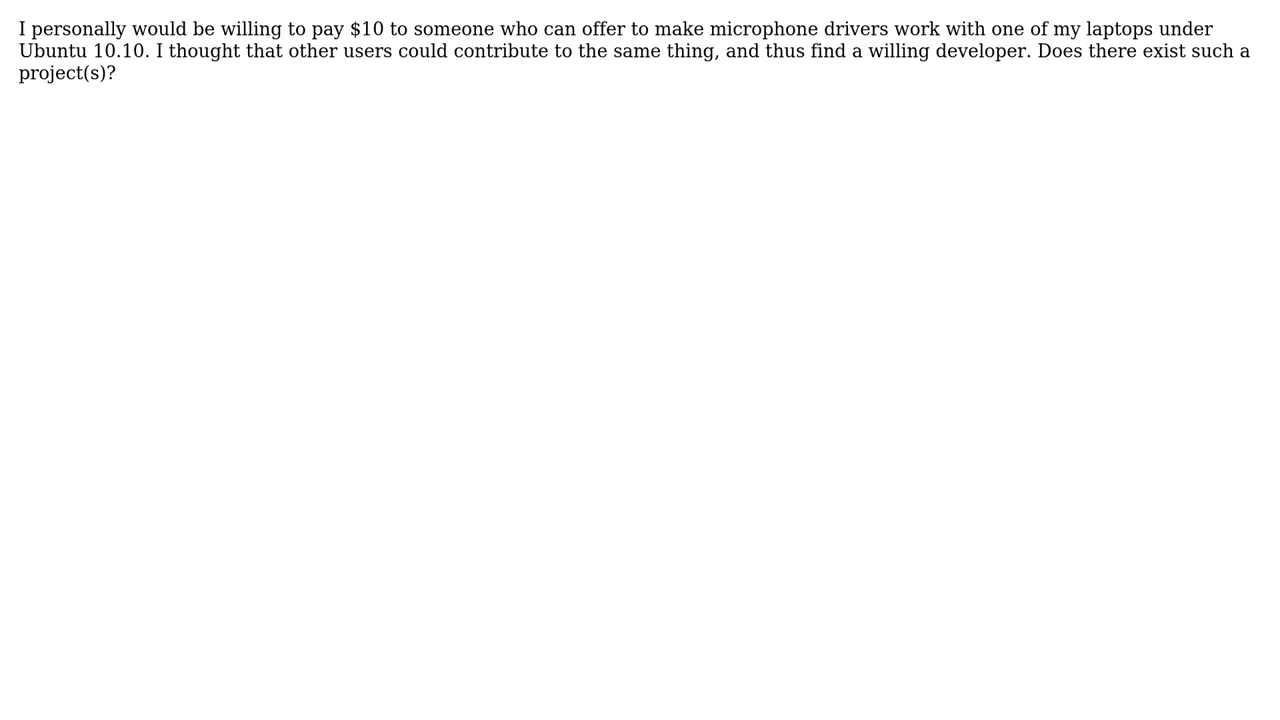 I personally would be willing to pay $10 to someone who can offer to make microphone drivers work with one of my laptops under
Ubuntu 10.10. I thought that other users could contribute to the same thing, and thus find a willing developer. Does there exist such a
project(s)?